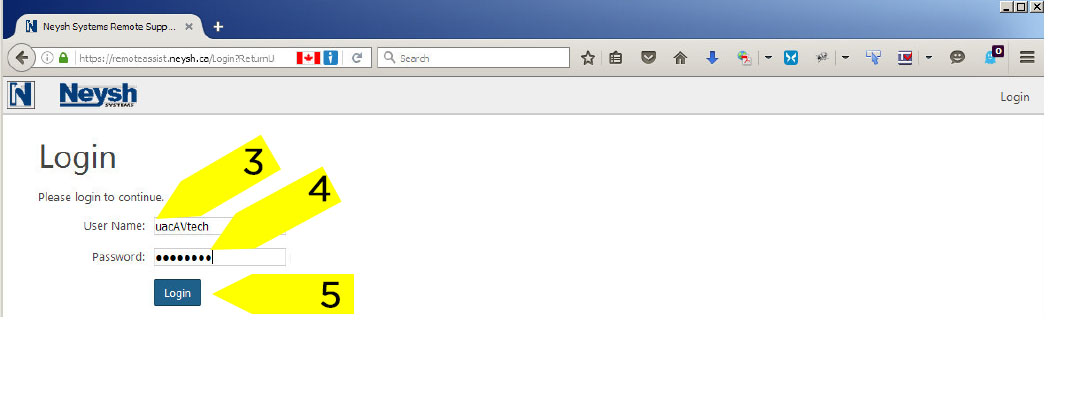 Neysh Systems Remote Supp... × +
https://remoteassist.neysh.ca/Login?ReturnU
Search
0
N Neysh SYSTEMS
Login
Login
3
Please login to continue.
4
User Name: uacAVtech
Password: ●●●●●●●●
Login
5